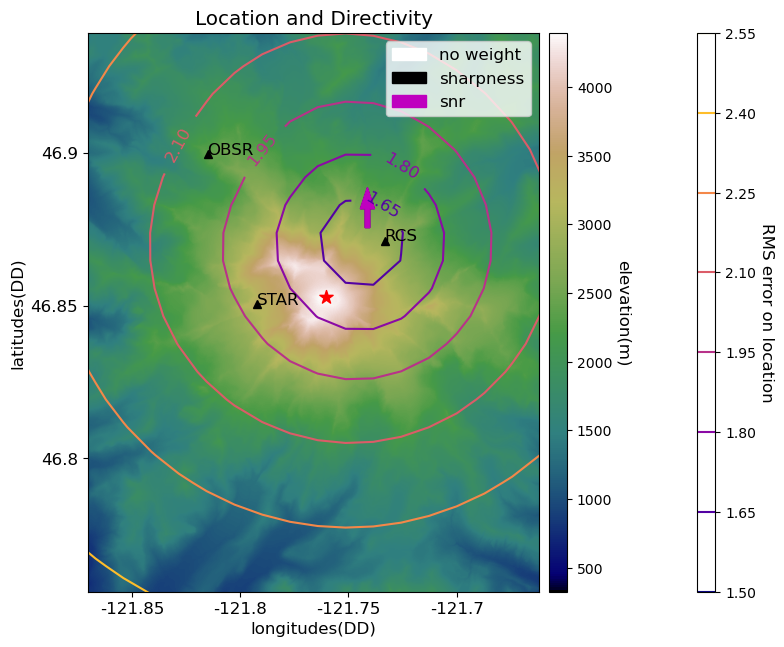 Location and Directivity
no weight
sharpness
snr
2.10
1.95
1.80
1.65
OBSR
RCS
STAR
46.9
46.85
46.8
latitudes(DD)
-121.85
-121.8
-121.75
-121.7
longitudes(DD)
4000
3500
3000
2500
2000
1500
1000
500
elevation(m)
2.55
2.40
2.25
2.10
1.95
1.80
1.65
1.50
RMS error on location